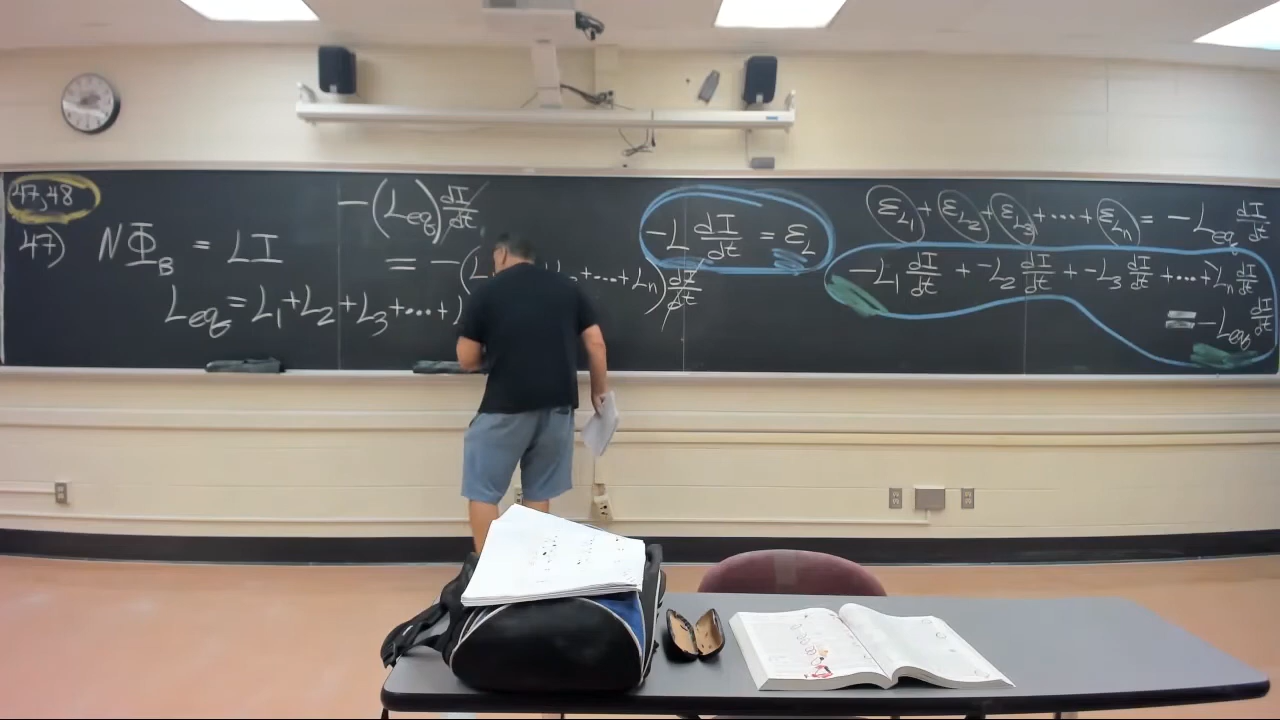 47,48
47) NΦ_B = LI
L_eq = L_1 + L_2 + L_3 + ... +
-(L_eq) dI/dt
= -( + ... + L_n) dI/dt
-L dI/dt = ε_L
ε_L1 + ε_L2 + ε_L3 + ... + ε_Ln = -L_eq dI/dt
-L_1 dI/dt + -L_2 dI/dt + -L_3 dI/dt + ... + -L_n dI/dt
= -L_eq dI/dt